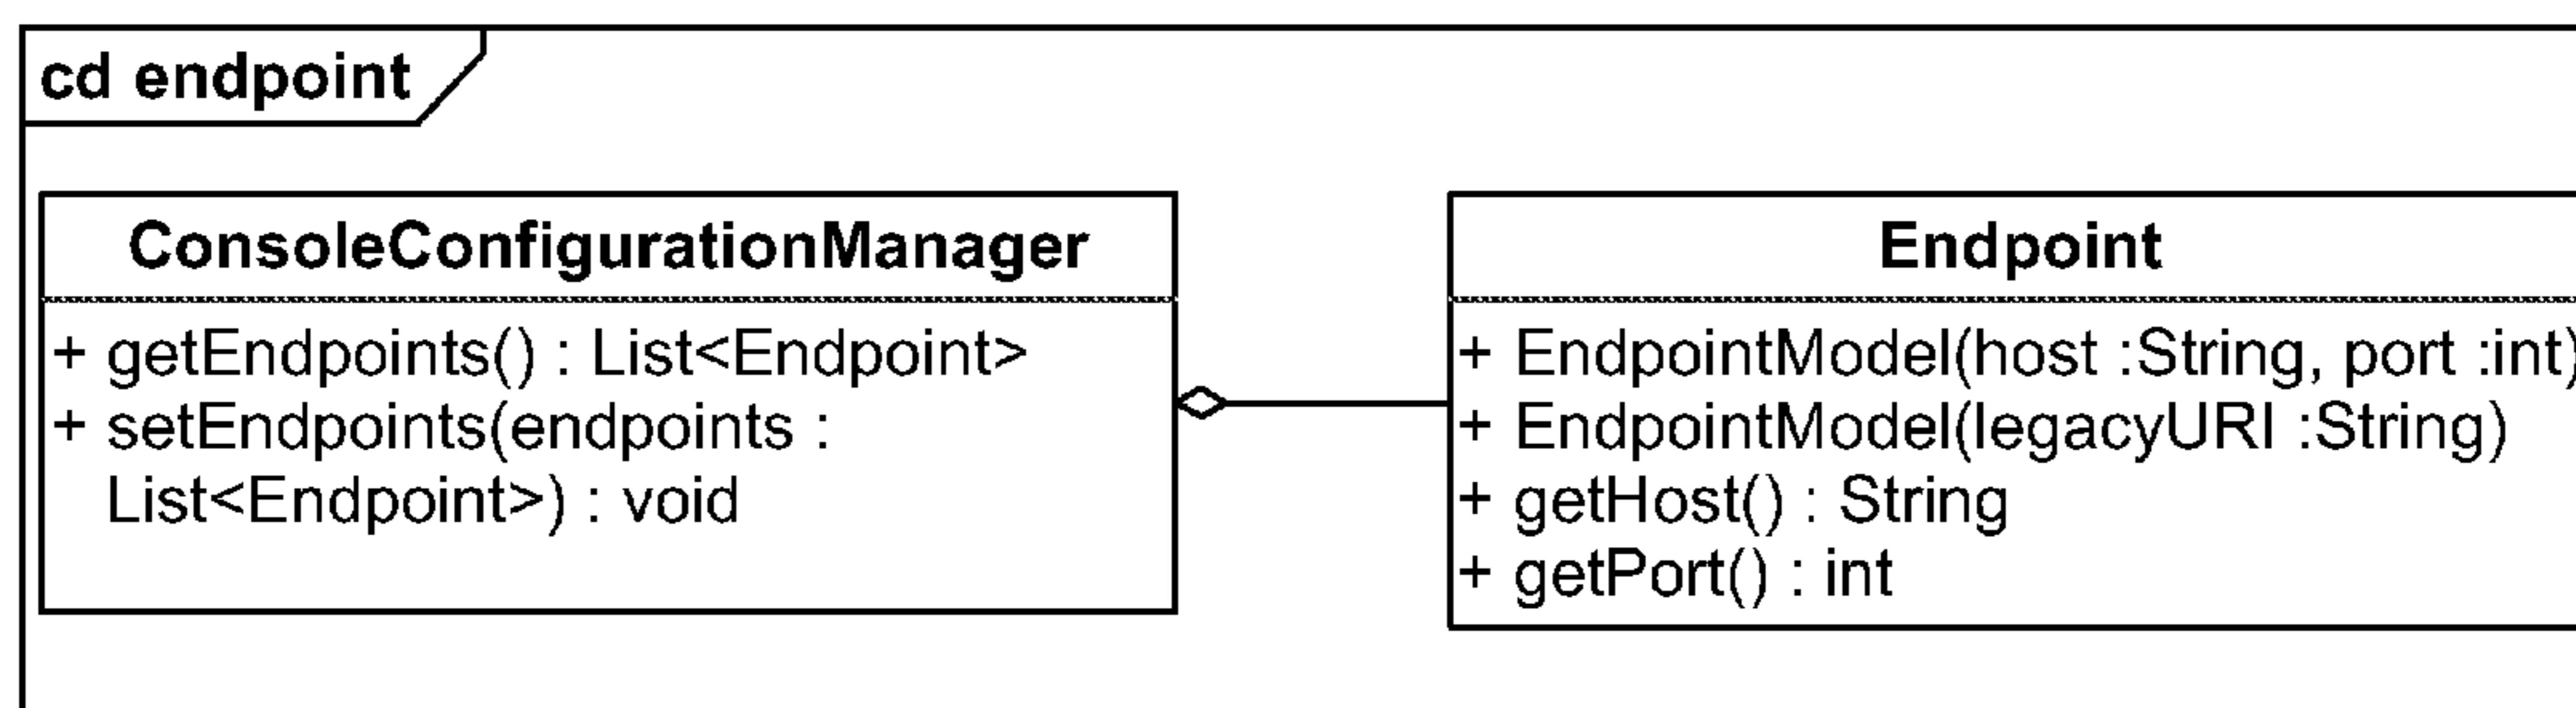 cd endpoint
ConsoleConfigurationManager
+ getEndpoints() : List<Endpoint>
+ setEndpoints(endpoints :
List<Endpoint>) : void
Endpoint
+ EndpointModel(host :String, port :int)
+ EndpointModel(legacyURI :String)
+ getHost() : String
+ getPort() : int